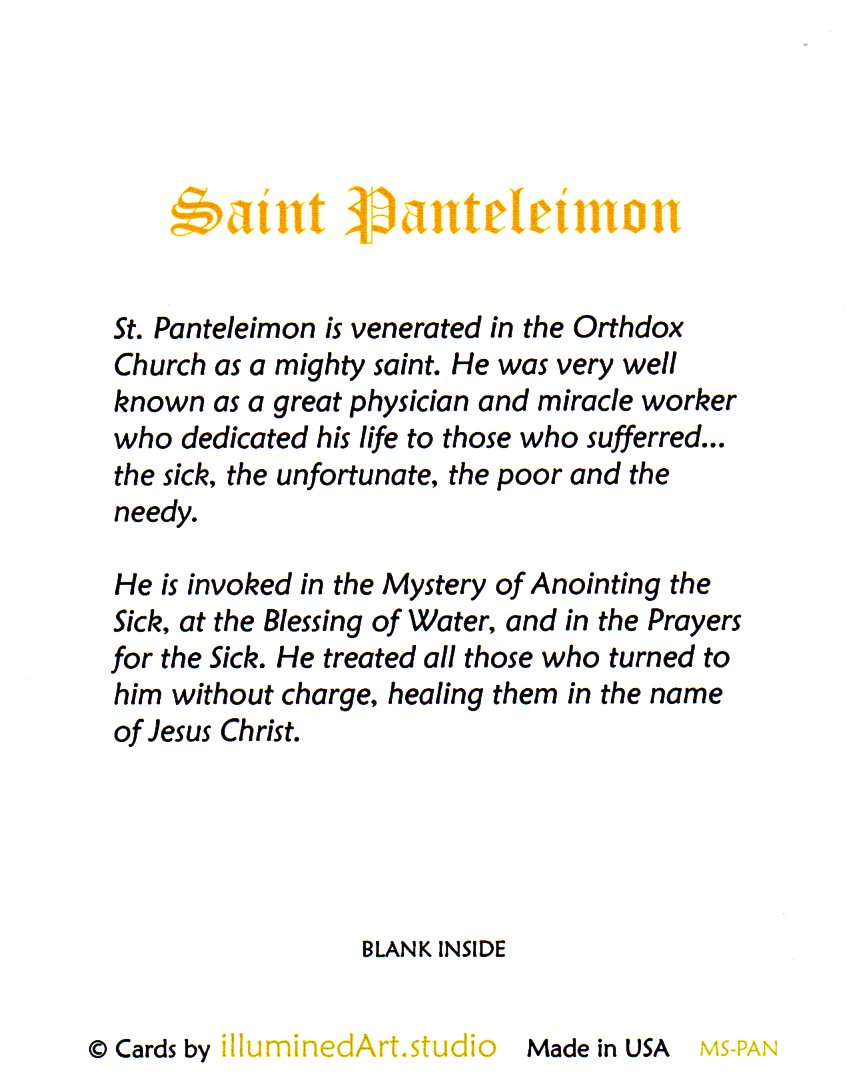 Saint Panteleimon
St. Panteleimon is venerated in the Orthdox
Church as a mighty saint. He was very well
known as a great physician and miracle worker
who dedicated his life to those who sufferred...
the sick, the unfortunate, the poor and the
needy.
He is invoked in the Mystery of Anointing the
Sick, at the Blessing of Water, and in the Prayers
for the Sick. He treated all those who turned to
him without charge, healing them in the name
of Jesus Christ.
BLANK INSIDE
© Cards by illuminedArt.studio Made in USA MS-PAN